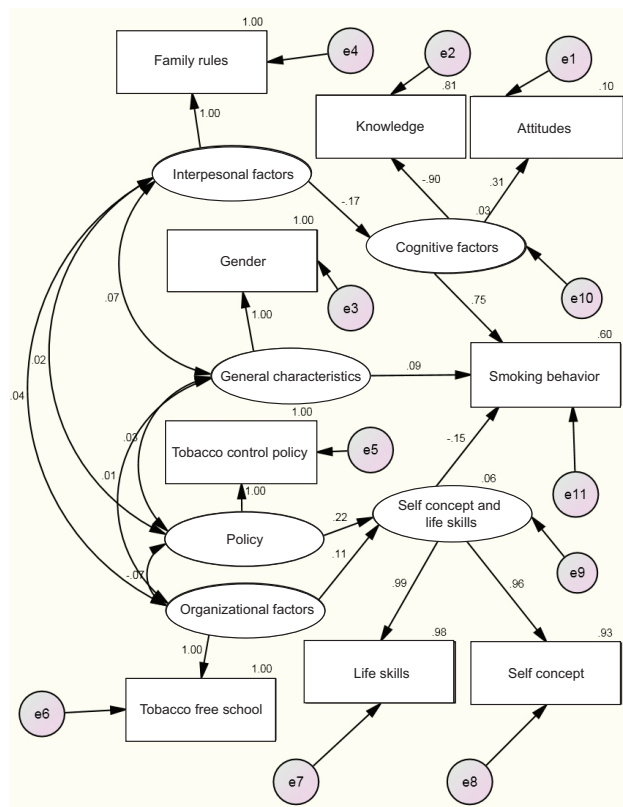 1.00
Family rules
e4
e2
e1
.81
.10
Knowledge
Attitudes
1.00
Interpesonal factors
-.90
.31
-.17
.03
Cognitive factors
1.00
Gender
e10
e3
.07
1.00
.75
.60
.02
General characteristics
.09
Smoking behavior
.04
1.00
.03
Tobacco control policy
e5
-.15
.06
.01
1.00
Self concept and
life skills
e11
.22
Policy
.11
e9
-.07
.99
.96
Organizational factors
1.00
1.00
.98
.93
Life skills
Self concept
Tobacco free school
e6
e7
e8